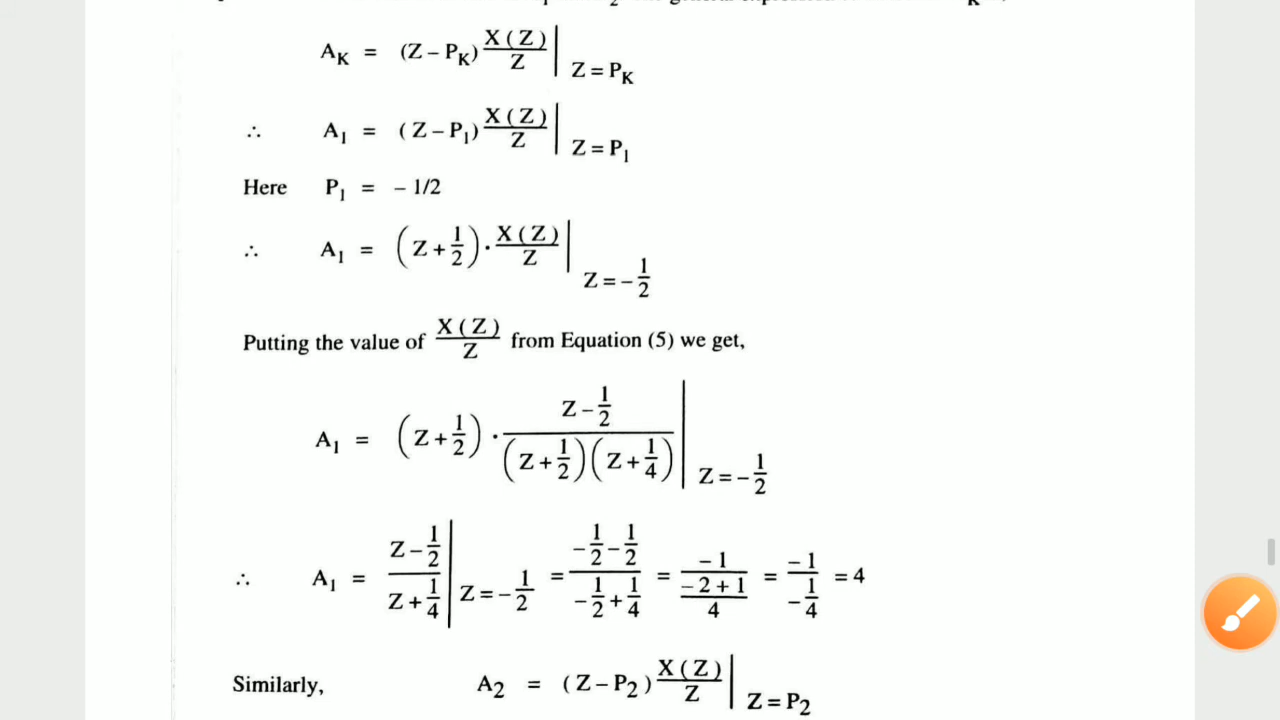 A_K = (Z – P_K) X(Z)/Z | Z = P_K
∴ A_1 = (Z – P_1) X(Z)/Z | Z = P_1
Here P_1 = – 1/2
∴ A_1 = (Z + 1/2) · X(Z)/Z | Z = – 1/2
Putting the value of X(Z)/Z from Equation (5) we get,
A_1 = (Z + 1/2) · (Z – 1/2)/((Z + 1/2)(Z + 1/4)) | Z = – 1/2
∴ A_1 = (Z – 1/2)/(Z + 1/4) | Z = – 1/2 = (– 1/2 – 1/2)/(– 1/2 + 1/4) = – 1/((– 2 + 1)/4) = – 1/(– 1/4) = 4
Similarly, A_2 = (Z – P_2) X(Z)/Z | Z = P_2